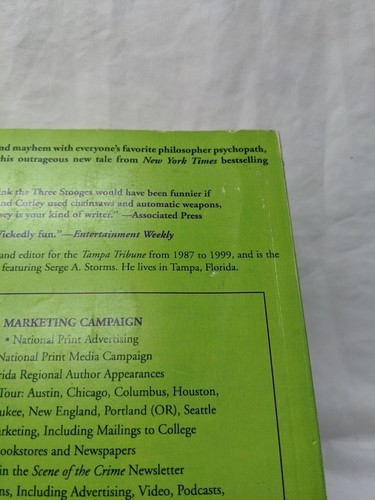 nd mayhem with everyone's favorite philosopher psychopath,
his outrageous new tale from New York Times bestselling
ink the Three Stooges would have been funnier if
nd Curley used chainsaws and automatic weapons,
sey is your kind of writer." —Associated Press
Wickedly fun."—Entertainment Weekly
and editor for the Tampa Tribune from 1987 to 1999, and is the
featuring Serge A. Storms. He lives in Tampa, Florida.
MARKETING CAMPAIGN
• National Print Advertising
National Print Media Campaign
rida Regional Author Appearances
Tour: Austin, Chicago, Columbus, Houston,
ukee, New England, Portland (OR), Seattle
rketing, Including Mailings to College
ookstores and Newspapers
in the Scene of the Crime Newsletter
ns, Including Advertising, Video, Podcasts,